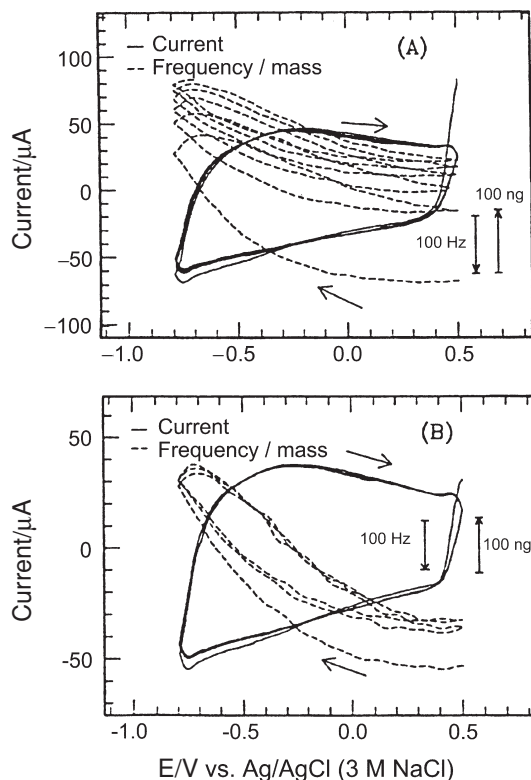 Current
Frequency / mass
(A)
100
50
0
−50
−100
Current/μA
100 ng
100 Hz
−1.0
−0.5
0.0
0.5
Current
Frequency / mass
(B)
50
0
-50
Current/μA
100 Hz
100 ng
-1.0
-0.5
0.0
0.5
E/V vs. Ag/AgCl (3 M NaCl)